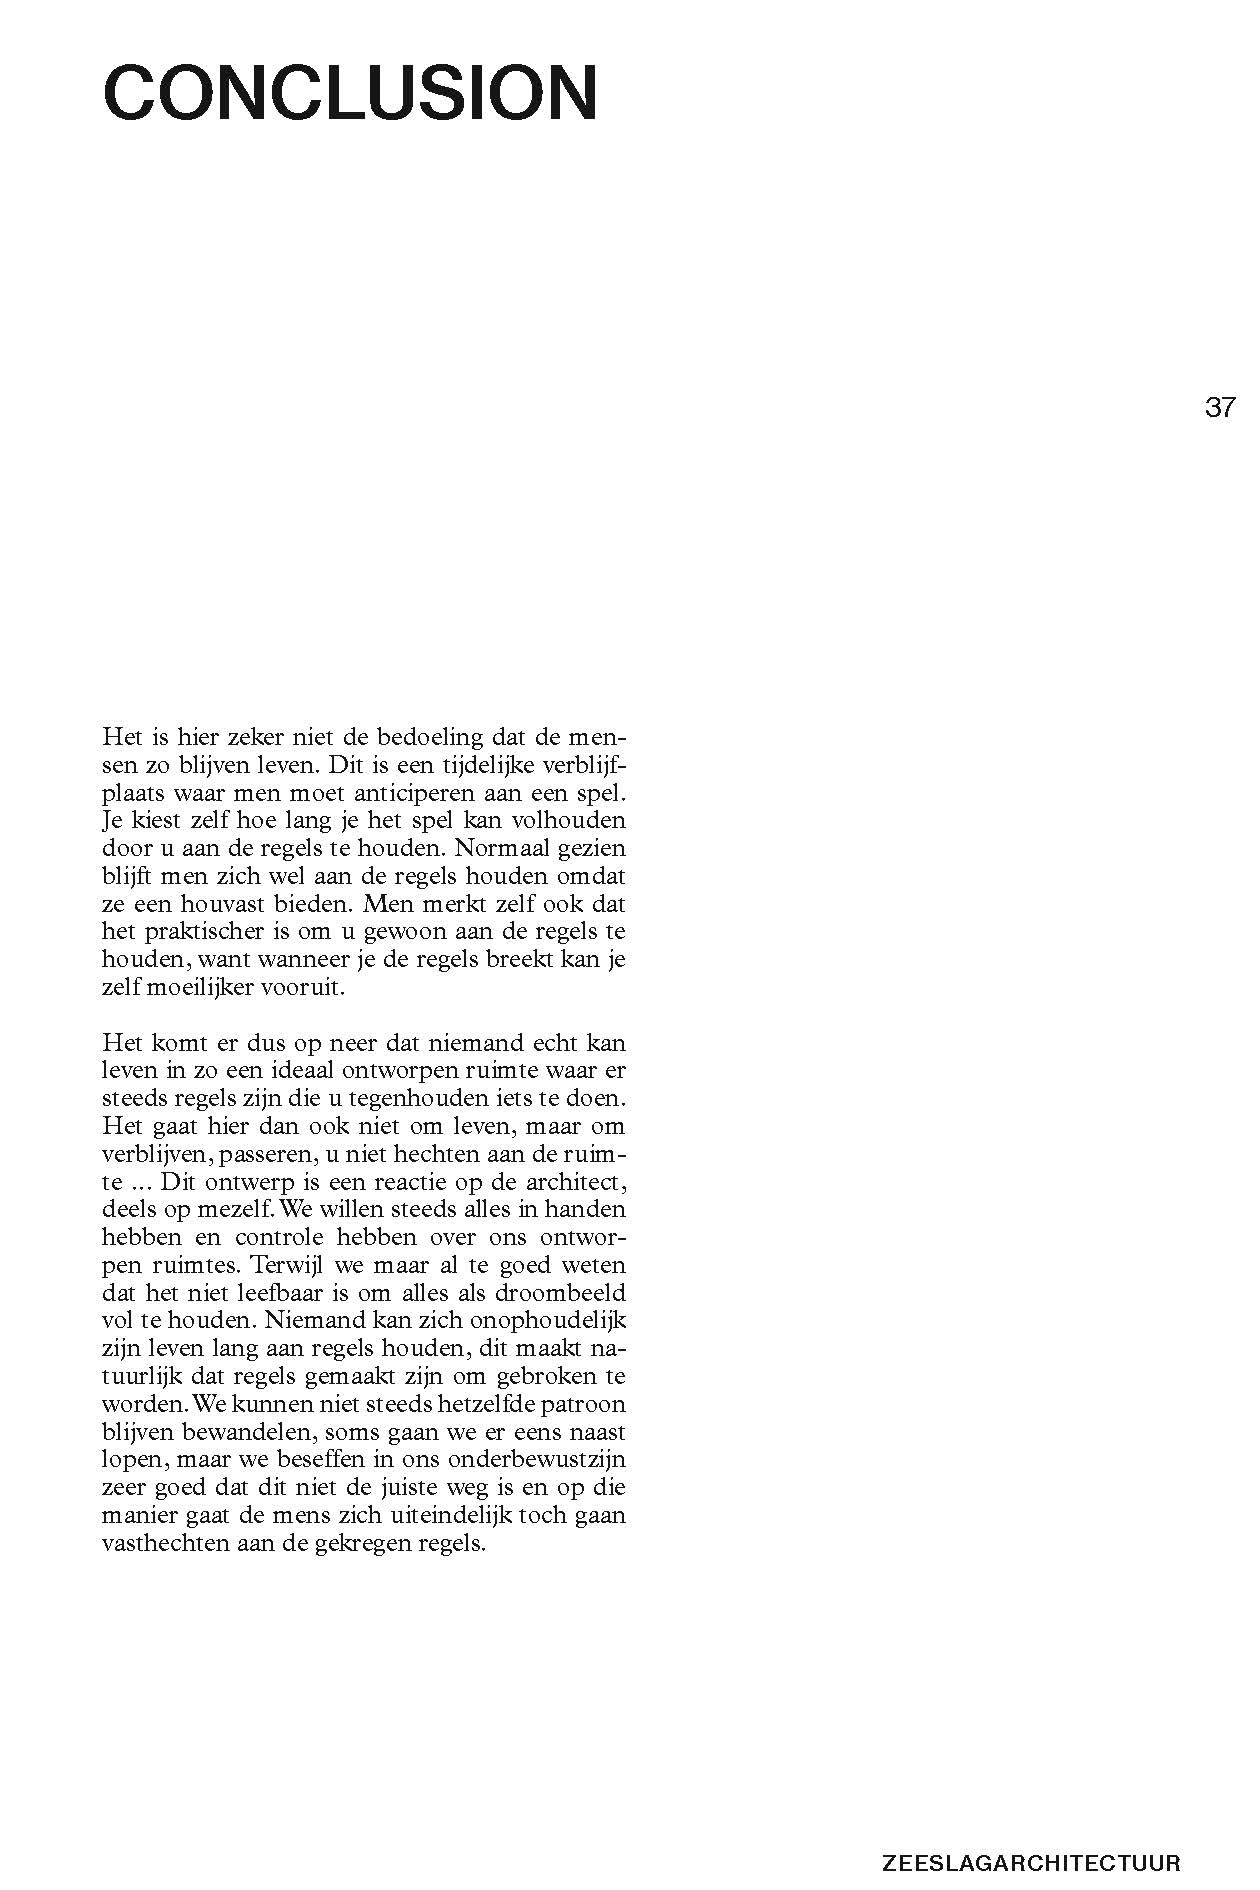 CONCLUSION
37
Het is hier zeker niet de bedoeling dat de men-
sen zo blijven leven. Dit is een tijdelijke verblijf-
plaats waar men moet anticiperen aan een spel.
Je kiest zelf hoe lang je het spel kan volhouden
door u aan de regels te houden. Normaal gezien
blijft men zich wel aan de regels houden omdat
ze een houvast bieden. Men merkt zelf ook dat
het praktischer is om u gewoon aan de regels te
houden, want wanneer je de regels breekt kan je
zelf moeilijker vooruit.
Het komt er dus op neer dat niemand echt kan
leven in zo een ideaal ontworpen ruimte waar er
steeds regels zijn die u tegenhouden iets te doen.
Het gaat hier dan ook niet om leven, maar om
verblijven, passeren, u niet hechten aan de ruim-
te ... Dit ontwerp is een reactie op de architect,
deels op mezelf. We willen steeds alles in handen
hebben en controle hebben over ons ontwor-
pen ruimtes. Terwijl we maar al te goed weten
dat het niet leefbaar is om alles als droombeeld
vol te houden. Niemand kan zich onophoudelijk
zijn leven lang aan regels houden, dit maakt na-
tuurlijk dat regels gemaakt zijn om gebroken te
worden. We kunnen niet steeds hetzelfde patroon
blijven bewandelen, soms gaan we er eens naast
lopen, maar we beseffen in ons onderbewustzijn
zeer goed dat dit niet de juiste weg is en op die
manier gaat de mens zich uiteindelijk toch gaan
vasthechten aan de gekregen regels.
ZEESLAGARCHITECTUUR